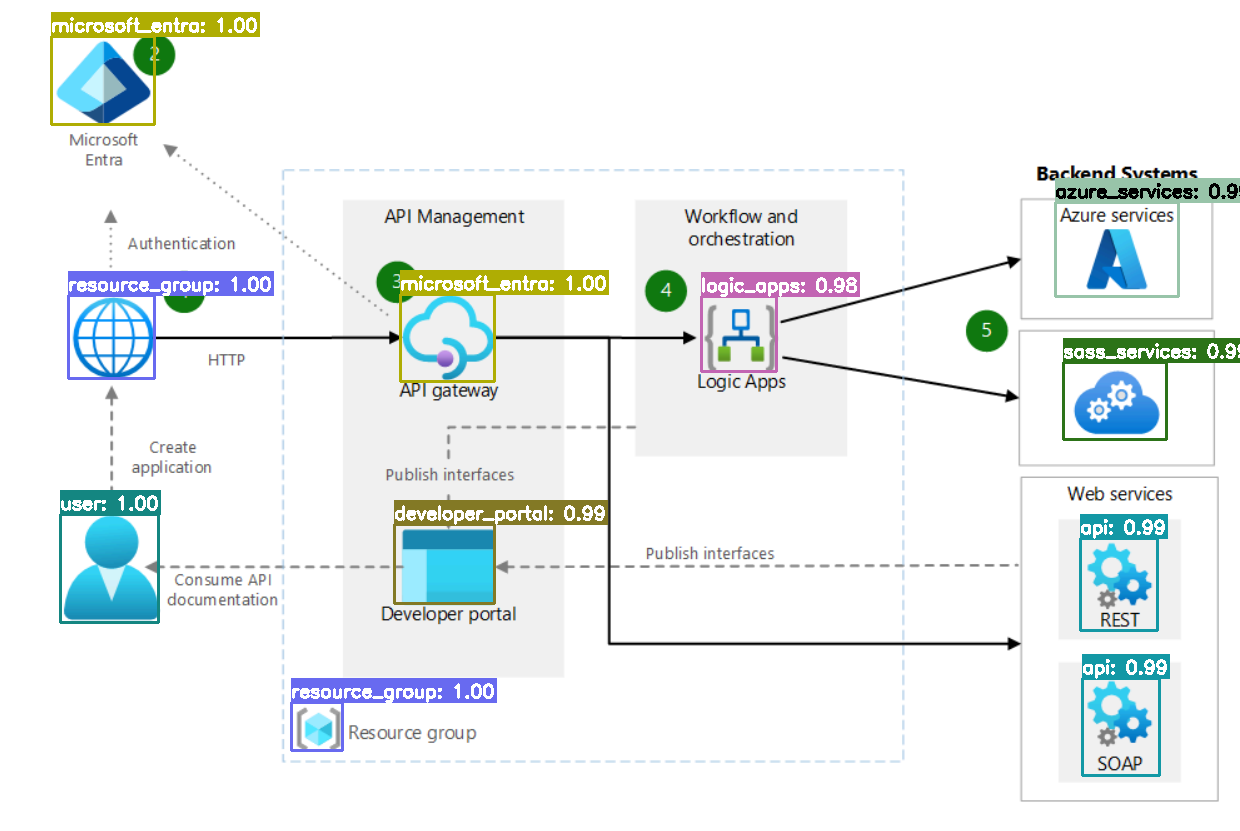 microsoft_entra: 1.00
2
Microsoft
Entra
Authentication
resource_group: 1.00
HTTP
Create
application
user: 1.00
Consume API
documentation
API Management
3
microsoft_entra: 1.00
API gateway
Publish interfaces
developer_portal: 0.99
Developer portal
resource_group: 1.00
Resource group
Workflow and
orchestration
4
logic_apps: 0.98
Logic Apps
Publish interfaces
5
Backend Systems
azure_services: 0.99
Azure services
sass_services: 0.99
Web services
api: 0.99
REST
api: 0.99
SOAP